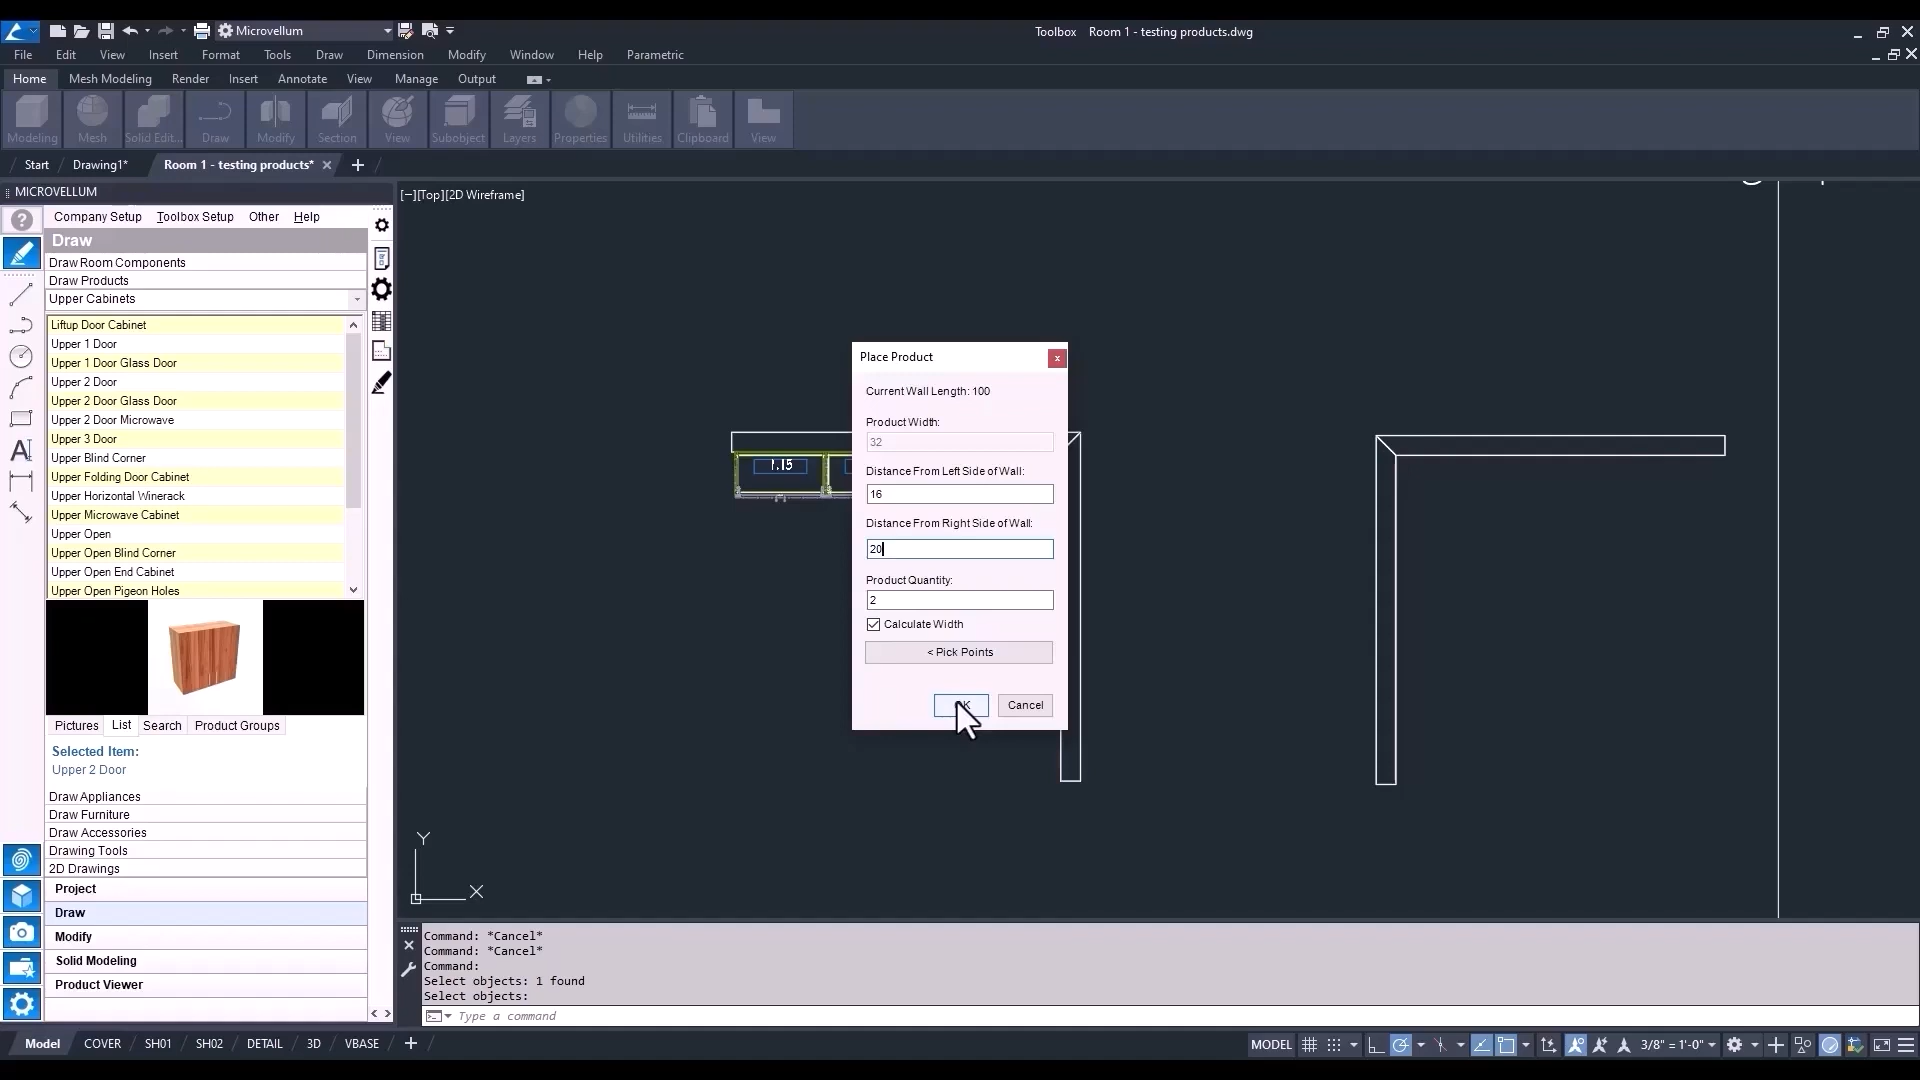 Microvellum
Toolbox Room 1 - testing products.dwg
File Edit View Insert Format Tools Draw Dimension Modify Window Help Parametric
Home Mesh Modeling Render Insert Annotate View Manage Output
Modeling Mesh Solid Edit... Draw Modify Section View Subobject Layers Properties Utilities Clipboard View
Start Drawing1* Room 1 - testing products*
MICROVELLUM
[−][Top][2D Wireframe]
Company Setup Toolbox Setup Other Help
Draw
Draw Room Components
Draw Products
Upper Cabinets
Liftup Door Cabinet
Upper 1 Door
Upper 1 Door Glass Door
Upper 2 Door
Upper 2 Door Glass Door
Upper 2 Door Microwave
Upper 3 Door
Upper Blind Corner
Upper Folding Door Cabinet
Upper Horizontal Winerack
Upper Microwave Cabinet
Upper Open
Upper Open Blind Corner
Upper Open End Cabinet
Upper Open Pigeon Holes
Pictures List Search Product Groups
Selected Item:
Upper 2 Door
Draw Appliances
Draw Furniture
Draw Accessories
Drawing Tools
2D Drawings
Project
Draw
Modify
Solid Modeling
Product Viewer
1.15
Place Product
Current Wall Length: 100
Product Width:
32
Distance From Left Side of Wall:
16
Distance From Right Side of Wall:
20
Product Quantity:
2
Calculate Width
< Pick Points
Cancel
Y
X
Command: *Cancel*
Command: *Cancel*
Command:
Select objects: 1 found
Select objects:
Type a command
Model COVER SH01 SH02 DETAIL 3D VBASE
MODEL 3/8" = 1'-0"